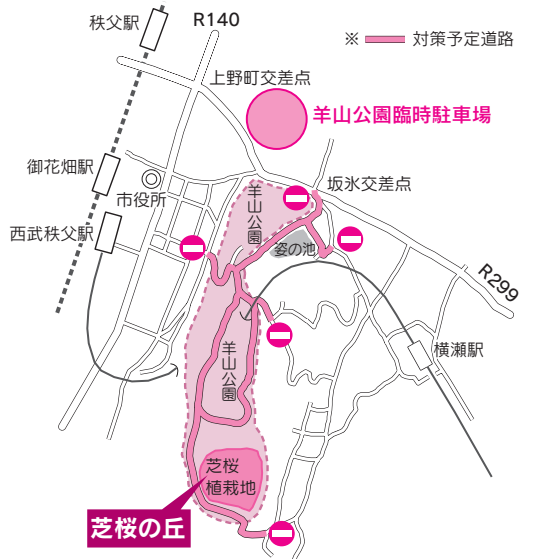 秩父駅
R140
※ 対策予定道路
上野町交差点
羊山公園臨時駐車場
御花畑駅
市役所
坂氷交差点
羊山公園
西武秩父駅
姿の池
R299
羊山公園
横瀬駅
芝桜
植栽地
芝桜の丘